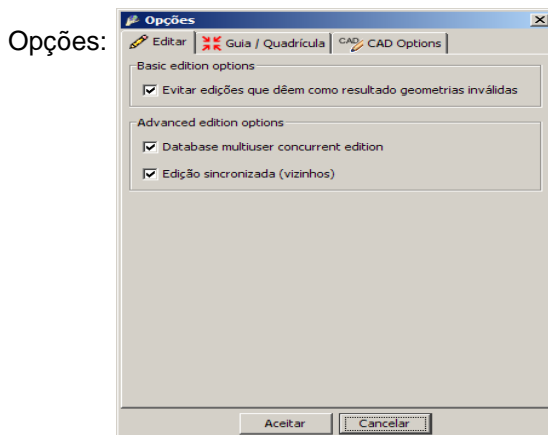 Opções:
Opções
Editar
Guia / Quadrícula
CAD CAD Options
Basic edition options
Evitar edições que dêem como resultado geometrias inválidas
Advanced edition options
Database multiuser concurrent edition
Edição sincronizada (vizinhos)
Aceitar
Cancelar